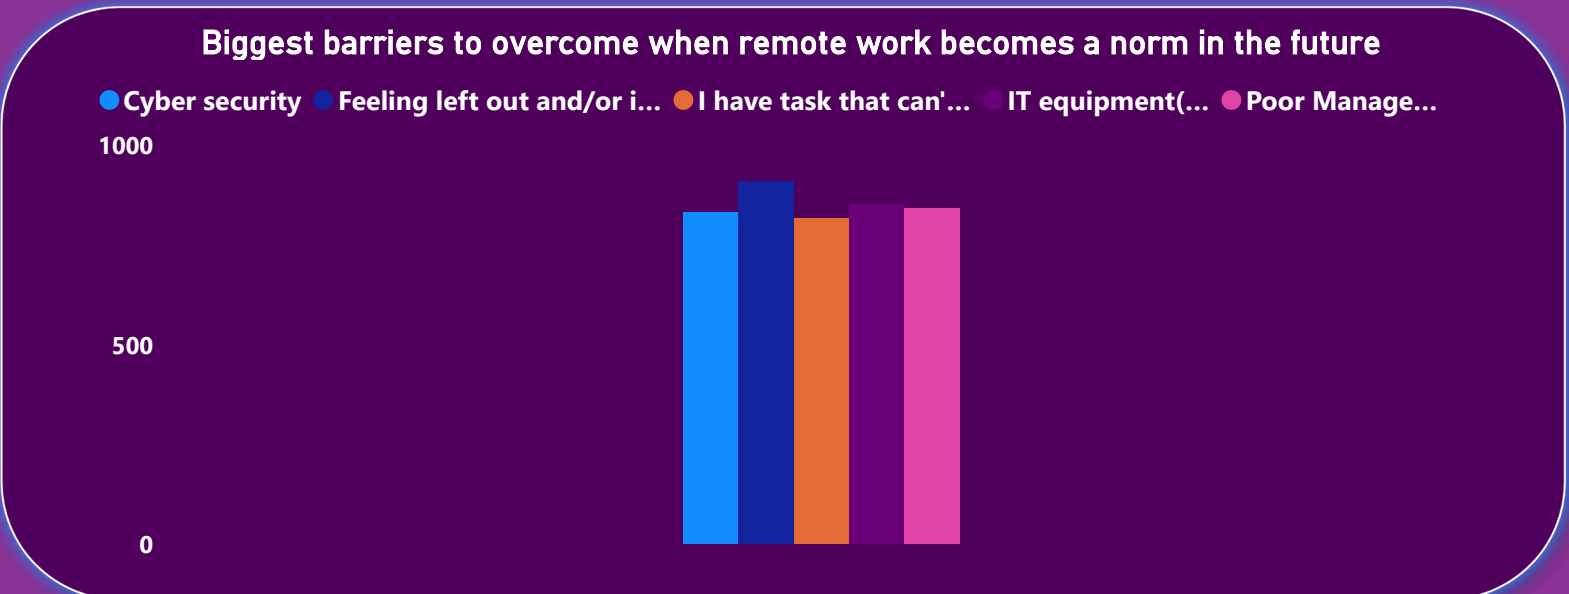 Biggest barriers to overcome when remote work becomes a norm in the future
Cyber security Feeling left out and/or i... I have task that can'... IT equipment(... Poor Manage...
1000
500
0